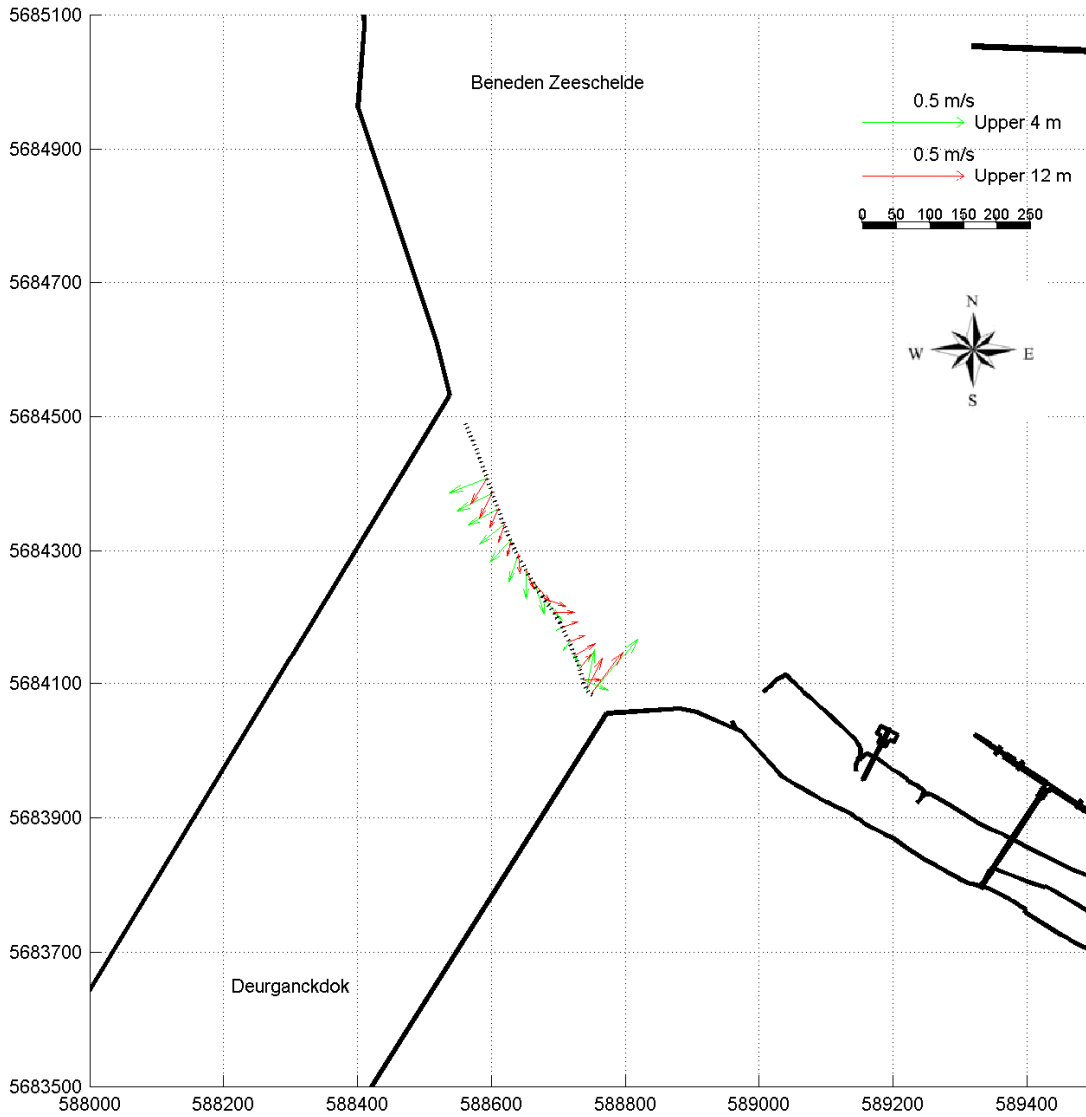 5685100
Beneden Zeeschelde
0.5 m/s
Upper 4 m
5684900
0.5 m/s
Upper 12 m
0 50 100 150 200 250
5684700
N
W E
S
5684500
5684300
5684100
5683900
5683700
Deurganckdok
5683500
588000 588200 588400 588600 588800 589000 589200 589400